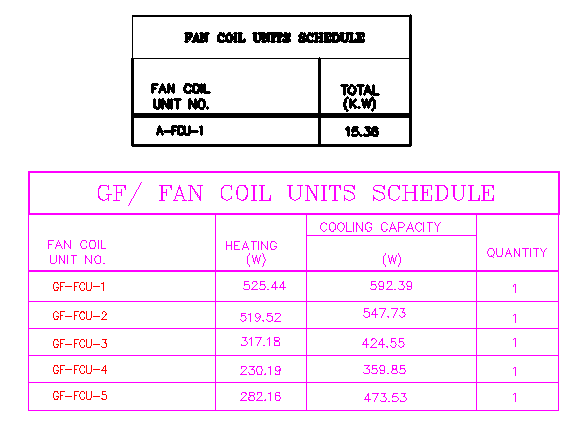 FAN COIL UNITS SCHEDULE
FAN COIL UNIT NO. TOTAL (K.W)
A-FCU-1 15.36
GF/ FAN COIL UNITS SCHEDULE
FAN COIL UNIT NO. HEATING (W) COOLING CAPACITY (W) QUANTITY
GF-FCU-1 525.44 592.39 1
GF-FCU-2 519.52 547.73 1
GF-FCU-3 317.18 424.55 1
GF-FCU-4 230.19 359.85 1
GF-FCU-5 282.16 473.53 1